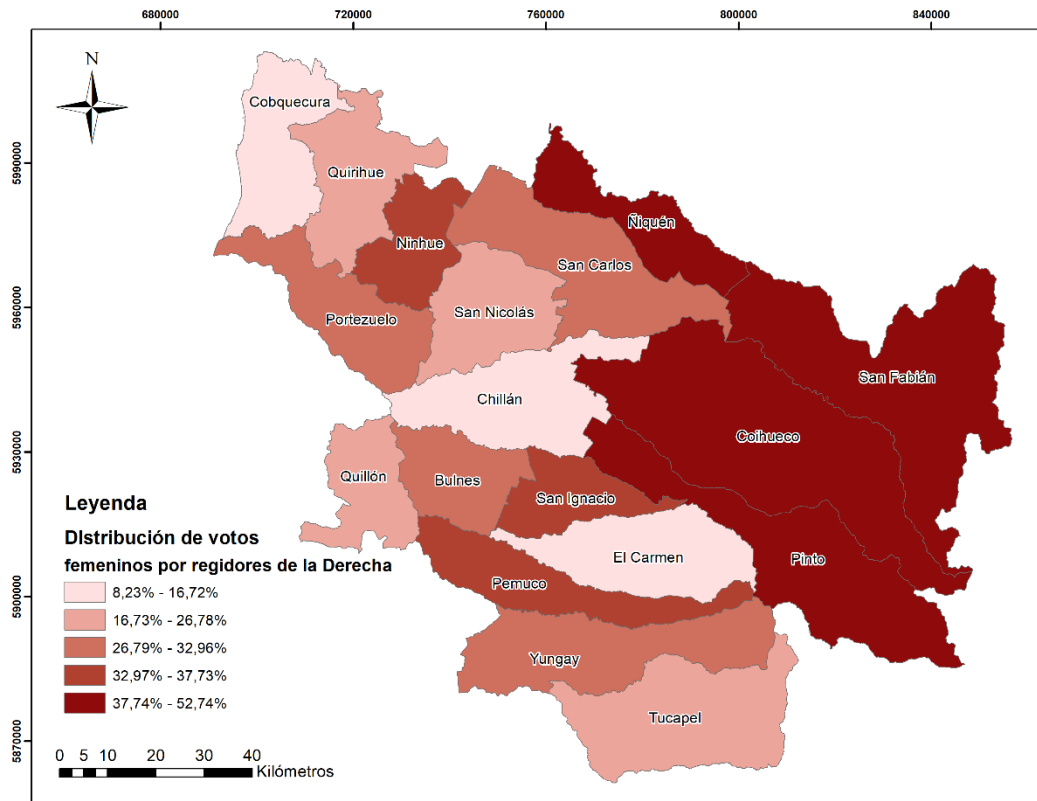 680000 720000 760000 800000 840000
N
Cobquecura
5990000
Quirihue
Ñiquén
Ninhue
San Carlos
5960000
San Nicolás
Portezuelo
San Fabián
Chillán
Coihueco
5930000
Quillón
Bulnes
San Ignacio
El Carmen
Pinto
Pemuco
5900000
Yungay
Tucapel
5870000
Leyenda
DIstribución de votos
femeninos por regidores de la Derecha
8,23% - 16,72%
16,73% - 26,78%
26,79% - 32,96%
32,97% - 37,73%
37,74% - 52,74%
0 5 10 20 30 40
Kilómetros